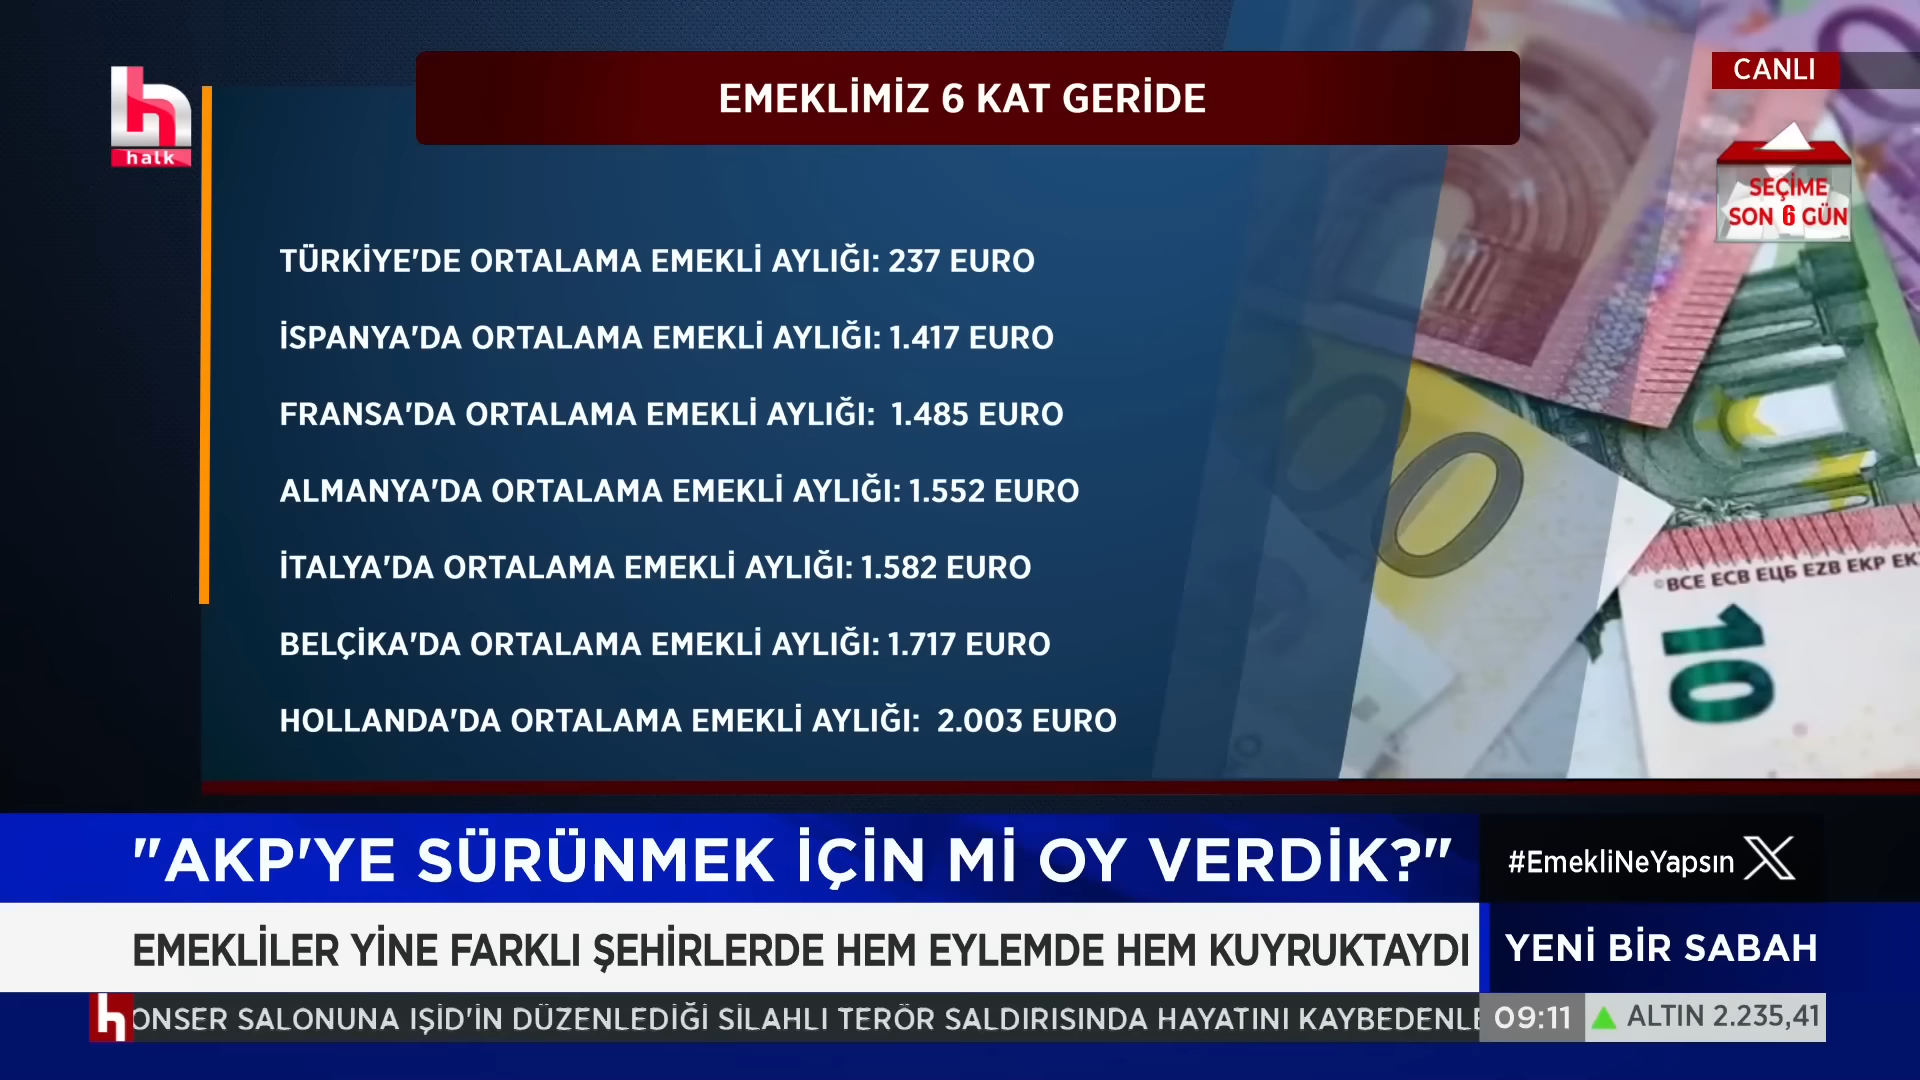 EMEKLİMİZ 6 KAT GERİDE
CANLI
halk
SEÇİME
SON 6 GÜN
TÜRKİYE'DE ORTALAMA EMEKLİ AYLIĞI: 237 EURO
İSPANYA'DA ORTALAMA EMEKLİ AYLIĞI: 1.417 EURO
FRANSA'DA ORTALAMA EMEKLİ AYLIĞI: 1.485 EURO
ALMANYA'DA ORTALAMA EMEKLİ AYLIĞI: 1.552 EURO
İTALYA'DA ORTALAMA EMEKLİ AYLIĞI: 1.582 EURO
BELÇİKA'DA ORTALAMA EMEKLİ AYLIĞI: 1.717 EURO
HOLLANDA'DA ORTALAMA EMEKLİ AYLIĞI: 2.003 EURO
©BCE ECB ЕЦБ EZB EKP EK
10
"AKP'YE SÜRÜNMEK İÇİN Mİ OY VERDİK?"
#EmekliNeYapsın X
EMEKLİLER YİNE FARKLI ŞEHİRLERDE HEM EYLEMDE HEM KUYRUKTAYDI
YENİ BİR SABAH
h ONSER SALONUNA IŞİD'İN DÜZENLEDİĞİ SİLAHLI TERÖR SALDIRISINDA HAYATINI KAYBEDENLE
09:11
ALTIN 2.235,41